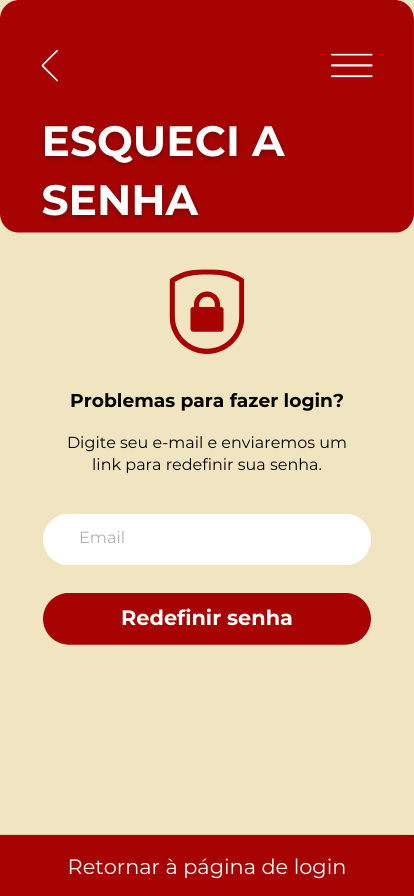 ESQUECI A
SENHA
Problemas para fazer login?
Digite seu e-mail e enviaremos um
link para redefinir sua senha.
Email
Redefinir senha
Retornar à página de login